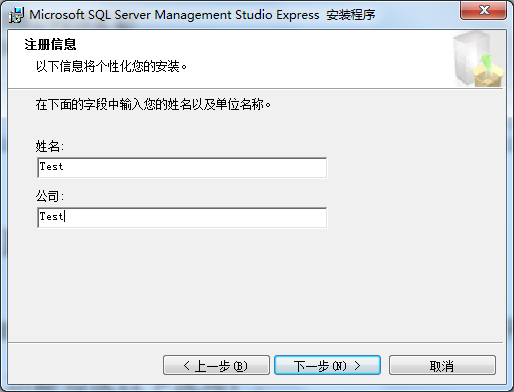 Microsoft SQL Server Management Studio Express 安装程序
注册信息
以下信息将个性化您的安装。
在下面的字段中输入您的姓名以及单位名称。
姓名:
Test
公司:
Test
< 上一步(B)
下一步(N) >
取消